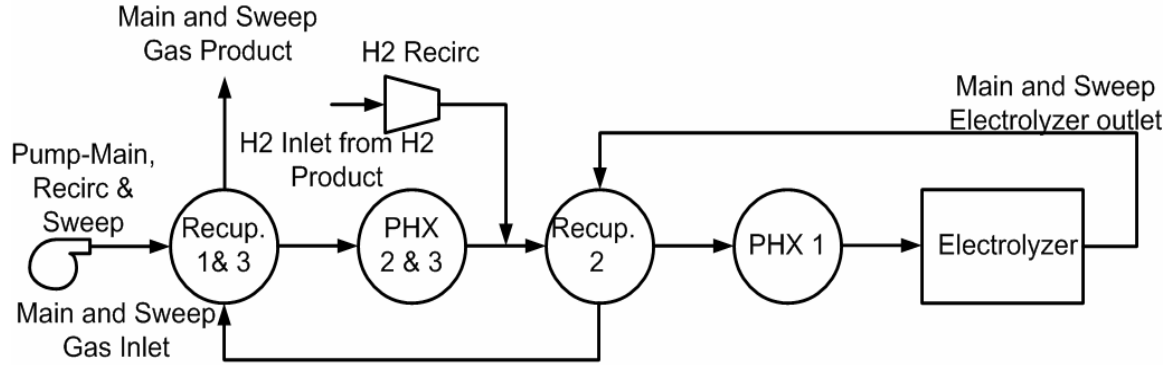 Main and Sweep
Gas Product
H2 Recirc
H2 Inlet from H2
Product
Main and Sweep
Electrolyzer outlet
Pump-Main,
Recirc &
Sweep
Recup.
1& 3
PHX
2 & 3
Recup.
2
PHX 1
Electrolyzer
Main and Sweep
Gas Inlet